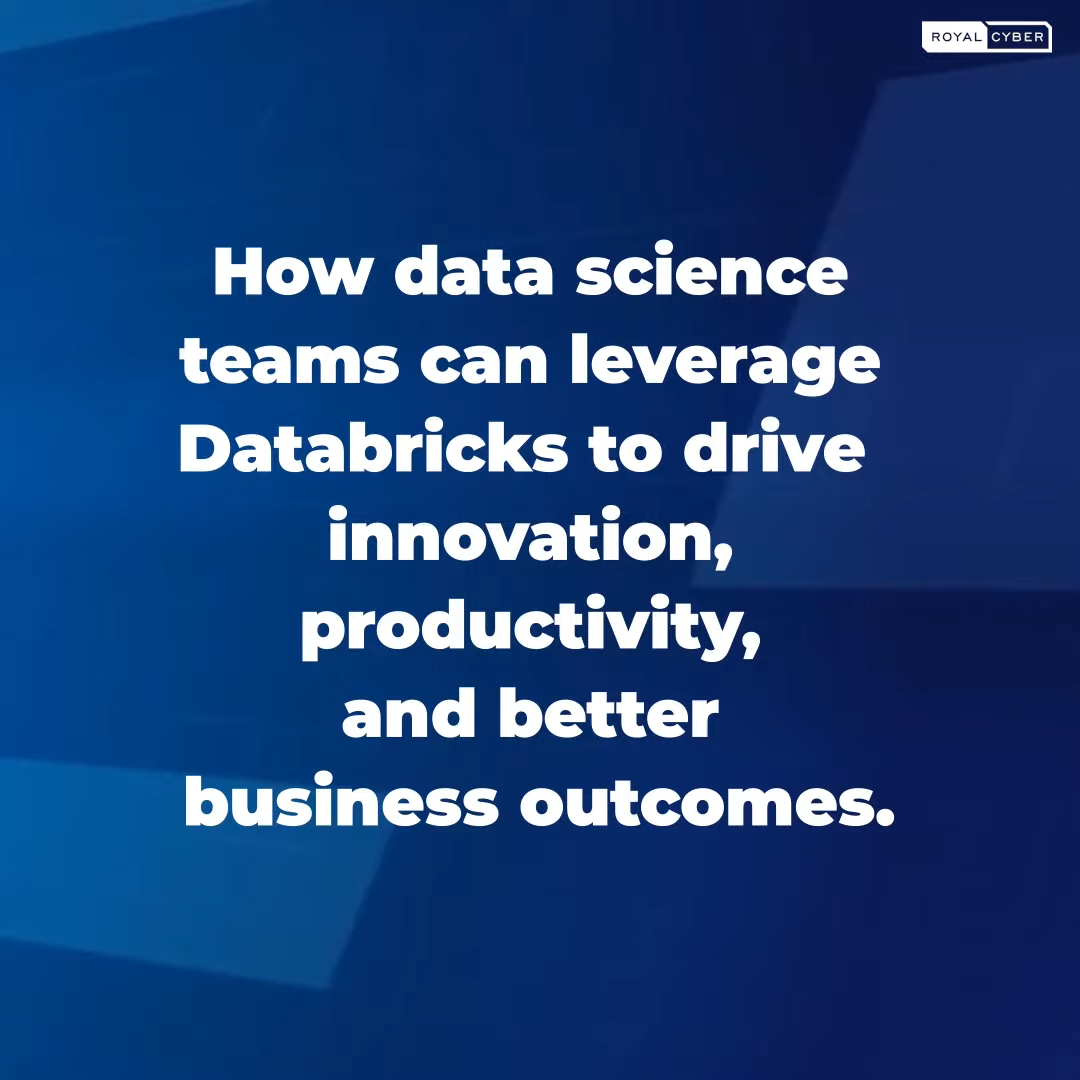 ROYAL CYBER
How data science
teams can leverage
Databricks to drive
innovation,
productivity,
and better
business outcomes.